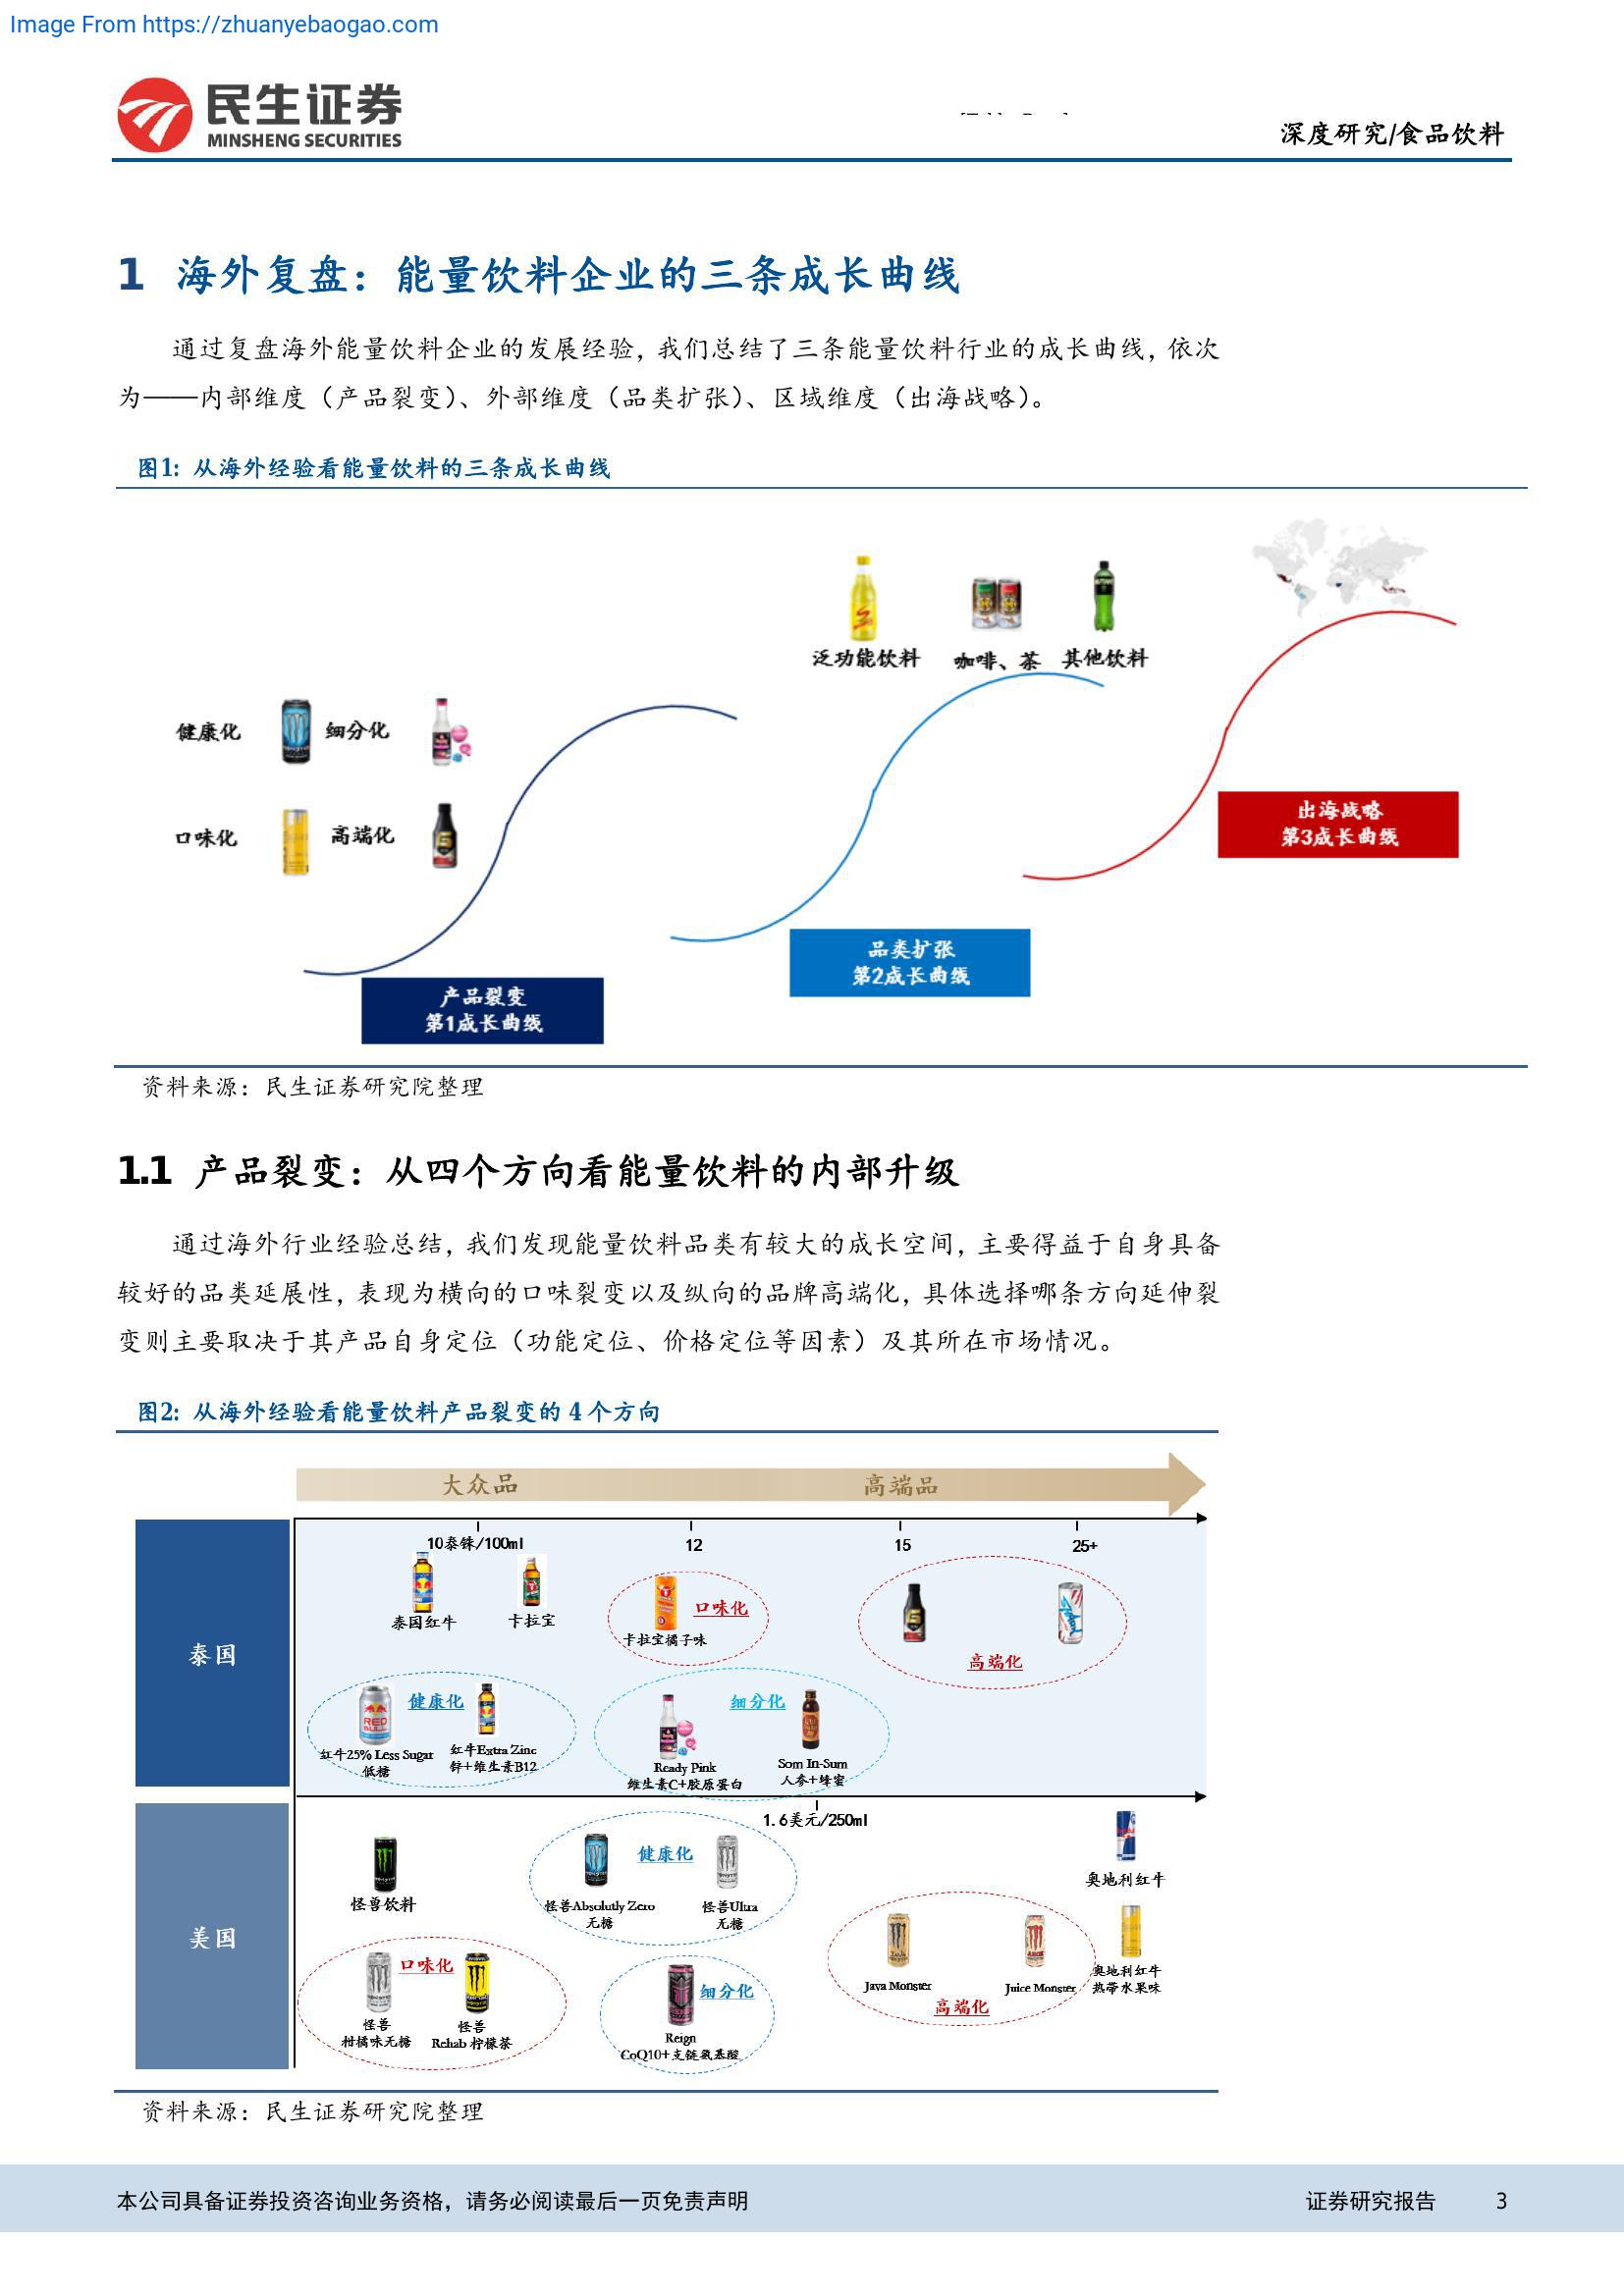 Image From https://zhuanyebaogao.com
民生证券
MINSHENG SECURITIES
深度研究/食品饮料
1 海外复盘：能量饮料企业的三条成长曲线
通过复盘海外能量饮料企业的发展经验，我们总结了三条能量饮料行业的成长曲线，依次
为——内部维度（产品裂变）、外部维度（品类扩张）、区域维度（出海战略）。
图1：从海外经验看能量饮料的三条成长曲线
泛功能饮料 咖啡、茶 其他饮料
健康化 细分化
口味化 高端化
出海战略
第3成长曲线
品类扩张
第2成长曲线
产品裂变
第1成长曲线
资料来源：民生证券研究院整理
1.1 产品裂变：从四个方向看能量饮料的内部升级
通过海外行业经验总结，我们发现能量饮料品类有较大的成长空间，主要得益于自身具备
较好的品类延展性，表现为横向的口味裂变以及纵向的品牌高端化，具体选择哪条方向延伸裂
变则主要取决于其产品自身定位（功能定位、价格定位等因素）及其所在市场情况。
图2：从海外经验看能量饮料产品裂变的 4 个方向
大众品 高端品
10泰铢/100ml 12 15 25+
泰国
泰国红牛 卡拉宝
口味化
卡拉宝橘子味
高端化
健康化
RED BULL
红牛25% Less Sugar
低糖
红牛Extra Zinc
锌+维生素B12
细分化
Ready Pink
维生素C+胶原蛋白
Som In-Sum
人参+蜂蜜
1.6美元/250ml
美国
怪兽饮料
健康化
怪兽Absolutly Zero
无糖
怪兽Ultra
无糖
奥地利红牛
口味化
怪兽
柑橘味无糖
怪兽
Rehab 柠檬茶
细分化
Reign
CoQ10+支链氨基酸
Java Monster
Juice Monster
高端化
奥地利红牛
热带水果味
资料来源：民生证券研究院整理
本公司具备证券投资咨询业务资格，请务必阅读最后一页免责声明
证券研究报告 3